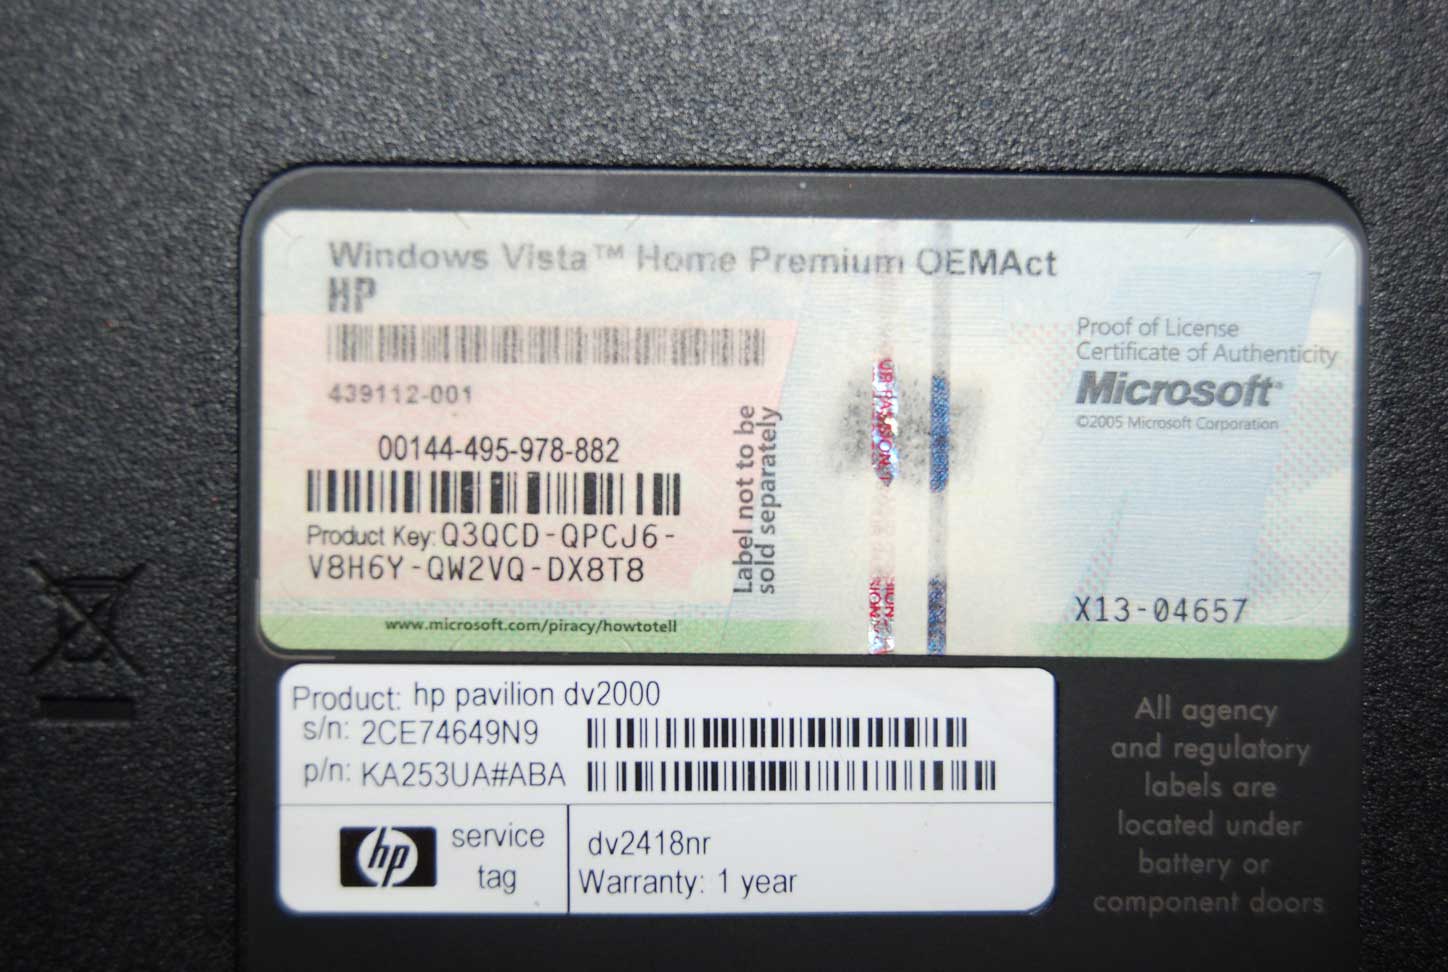 Windows Vista™ Home Premium OEMAct
HP
439112-001
00144-495-978-882
Product Key: Q3QCD-QPCJ6-
V8H6Y-QW2VQ-DX8T8
www.microsoft.com/piracy/howtotell
Label not to be
sold separately
Proof of License
Certificate of Authenticity
Microsoft®
©2005 Microsoft Corporation
X13-04657
Product: hp pavilion dv2000
s/n: 2CE74649N9
p/n: KA253UA#ABA
hp
service
tag
dv2418nr
Warranty: 1 year
All agency
and regulatory
labels are
located under
battery or
component doors